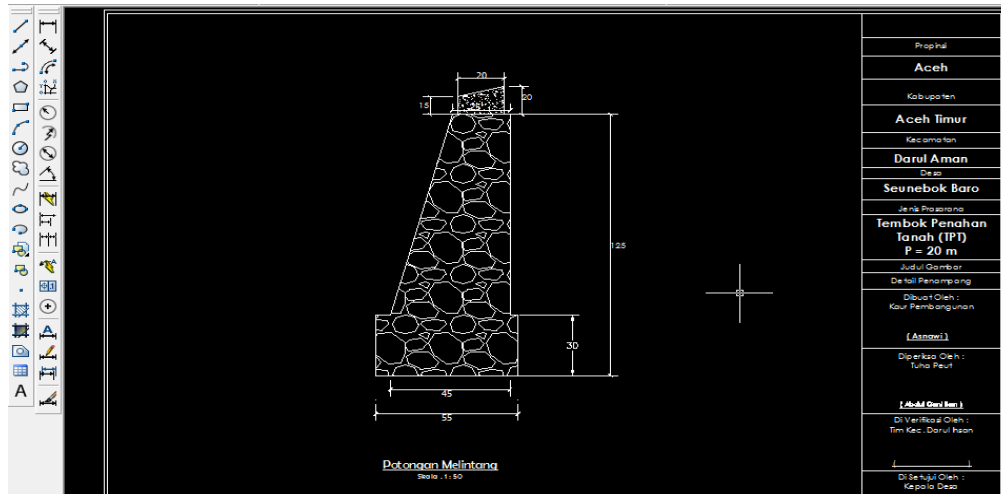 20
15
20
125
30
45
55
Potongan Melintang
Skala . 1 : 50
Propinsi
Aceh
Kabupaten
Aceh Timur
Kecamatan
Darul Aman
Desa
Seunebok Baro
Jenis Prasarana
Tembok Penahan
Tanah (TPT)
P = 20 m
Judul Gambar
Detail Penampang
Dibuat Oleh :
Kaur Pembangunan
( Asnawi )
Diperiksa Oleh :
Tuha Peut
Di Verifikasi Oleh :
Tim Kec. Darul Ihsan
Di Setujui Oleh :
Kepala Desa
A